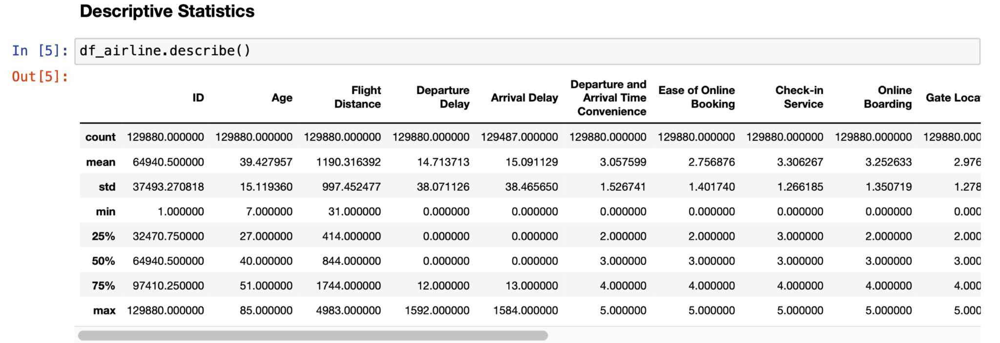 Descriptive Statistics
In [5]: df_airline.describe()
Out[5]:
ID Age Flight Distance Departure Delay Arrival Delay Departure and Arrival Time Convenience Ease of Online Booking Check-in Service Online Boarding Gate Loca
count 129880.000000 129880.000000 129880.000000 129880.000000 129487.000000 129880.000000 129880.000000 129880.000000 129880.000000 129880.000
mean 64940.500000 39.427957 1190.316392 14.713713 15.091129 3.057599 2.756876 3.306267 3.252633 2.976
std 37493.270818 15.119360 997.452477 38.071126 38.465650 1.526741 1.401740 1.266185 1.350719 1.278
min 1.000000 7.000000 31.000000 0.000000 0.000000 0.000000 0.000000 0.000000 0.000000 0.000
25% 32470.750000 27.000000 414.000000 0.000000 0.000000 2.000000 2.000000 3.000000 2.000000 2.000
50% 64940.500000 40.000000 844.000000 0.000000 0.000000 3.000000 3.000000 3.000000 3.000000 3.000
75% 97410.250000 51.000000 1744.000000 12.000000 13.000000 4.000000 4.000000 4.000000 4.000000 4.000
max 129880.000000 85.000000 4983.000000 1592.000000 1584.000000 5.000000 5.000000 5.000000 5.000000 5.000